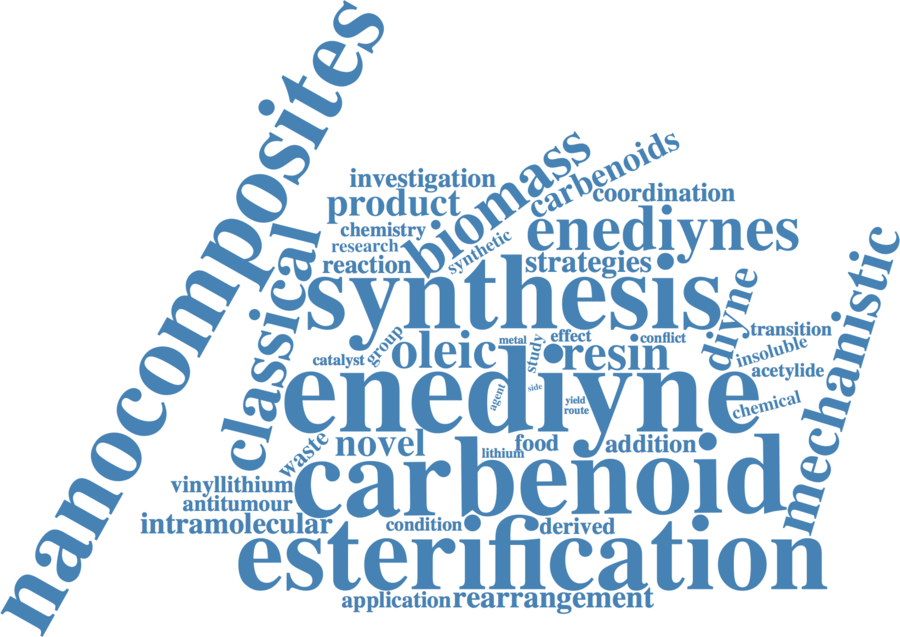 nanocomposites
investigation
biomass
carbenoids
product
coordination
chemistry
enediynes
research
synthetic
classical
reaction
strategies
mechanistic
synthesis
diyne
transition
group
metal
study
effect
conflict
insoluble
catalyst
oleic
resin
acetylide
enediyne
agent
side
yield
route
chemical
waste
novel
lithium
food
addition
vinyllithium
carbenoid
antitumour
intramolecular
condition
derived
esterification
application
rearrangement